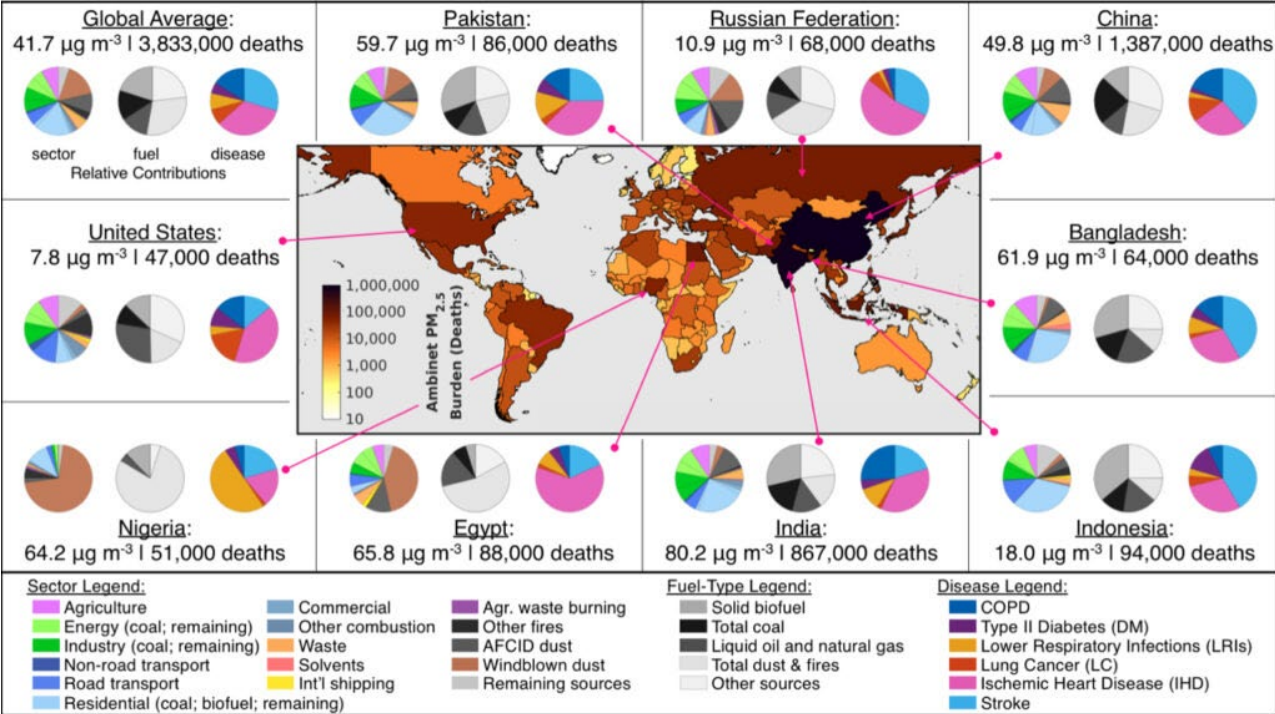 Global Average:
41.7 µg m-3 | 3,833,000 deaths
sector
fuel
disease
Relative Contributions
Pakistan:
59.7 µg m-3 | 86,000 deaths
Russian Federation:
10.9 µg m-3 | 68,000 deaths
China:
49.8 µg m-3 | 1,387,000 deaths
United States:
7.8 µg m-3 | 47,000 deaths
Ambinet PM2.5
Burden (Deaths)
1,000,000
100,000
10,000
1,000
100
10
Bangladesh:
61.9 µg m-3 | 64,000 deaths
Nigeria:
64.2 µg m-3 | 51,000 deaths
Egypt:
65.8 µg m-3 | 88,000 deaths
India:
80.2 µg m-3 | 867,000 deaths
Indonesia:
18.0 µg m-3 | 94,000 deaths
Sector Legend:
Agriculture
Energy (coal; remaining)
Industry (coal; remaining)
Non-road transport
Road transport
Residential (coal; biofuel; remaining)
Commercial
Other combustion
Waste
Solvents
Int'l shipping
Agr. waste burning
Other fires
AFCID dust
Windblown dust
Remaining sources
Fuel-Type Legend:
Solid biofuel
Total coal
Liquid oil and natural gas
Total dust & fires
Other sources
Disease Legend:
COPD
Type II Diabetes (DM)
Lower Respiratory Infections (LRIs)
Lung Cancer (LC)
Ischemic Heart Disease (IHD)
Stroke